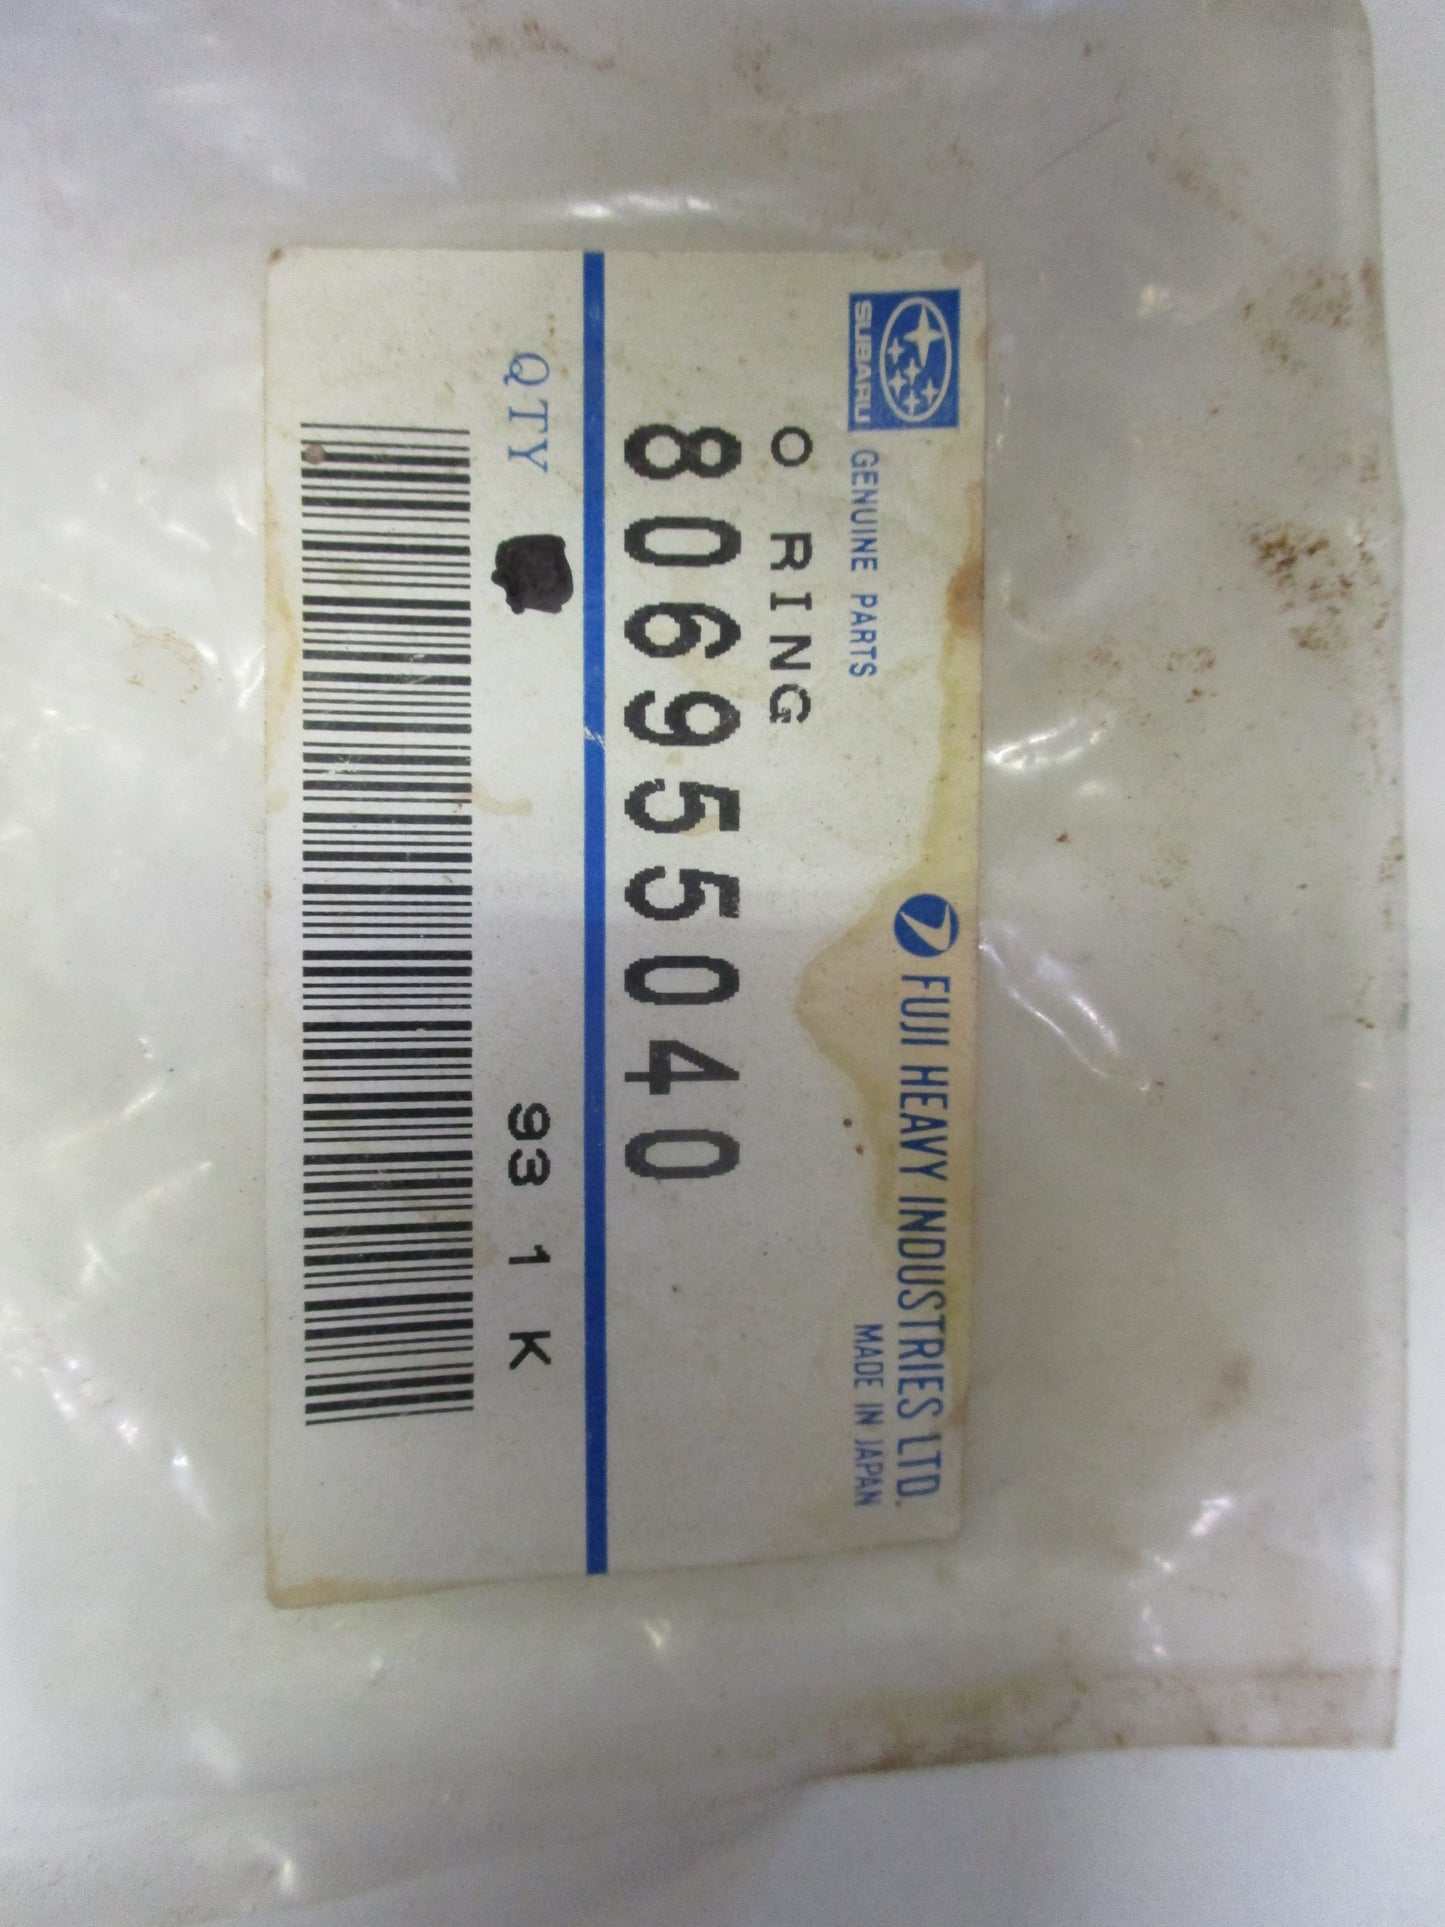 SUBARU
GENUINE PARTS
FUJI HEAVY INDUSTRIES LTD.
MADE IN JAPAN
O RING
806955040
QTY
93 1 K